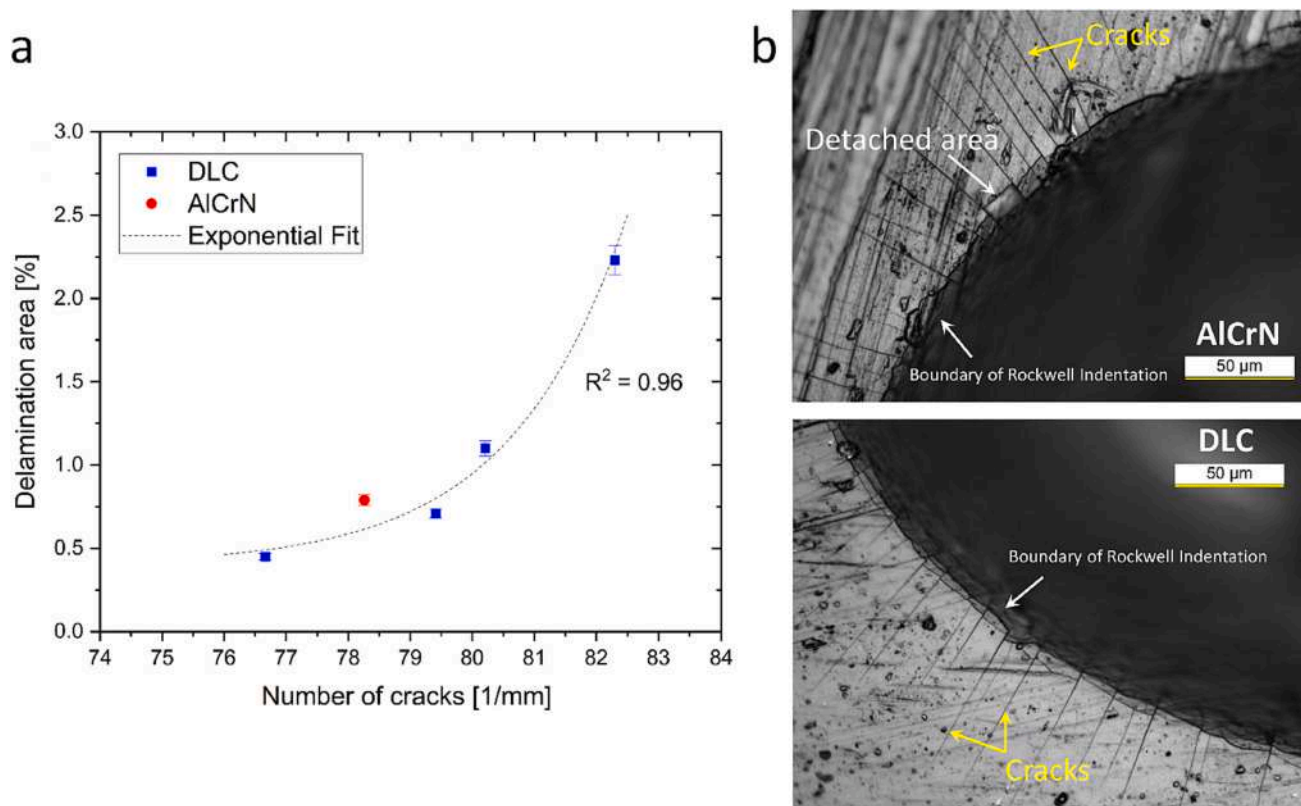 a
3.0
2.5
2.0
1.5
1.0
0.5
0.0
Delamination area [%]
DLC
AlCrN
Exponential Fit
R² = 0.96
74 75 76 77 78 79 80 81 82 83 84
Number of cracks [1/mm]
b
Cracks
Detached area
AlCrN
Boundary of Rockwell Indentation
50 µm
DLC
50 µm
Boundary of Rockwell Indentation
Cracks